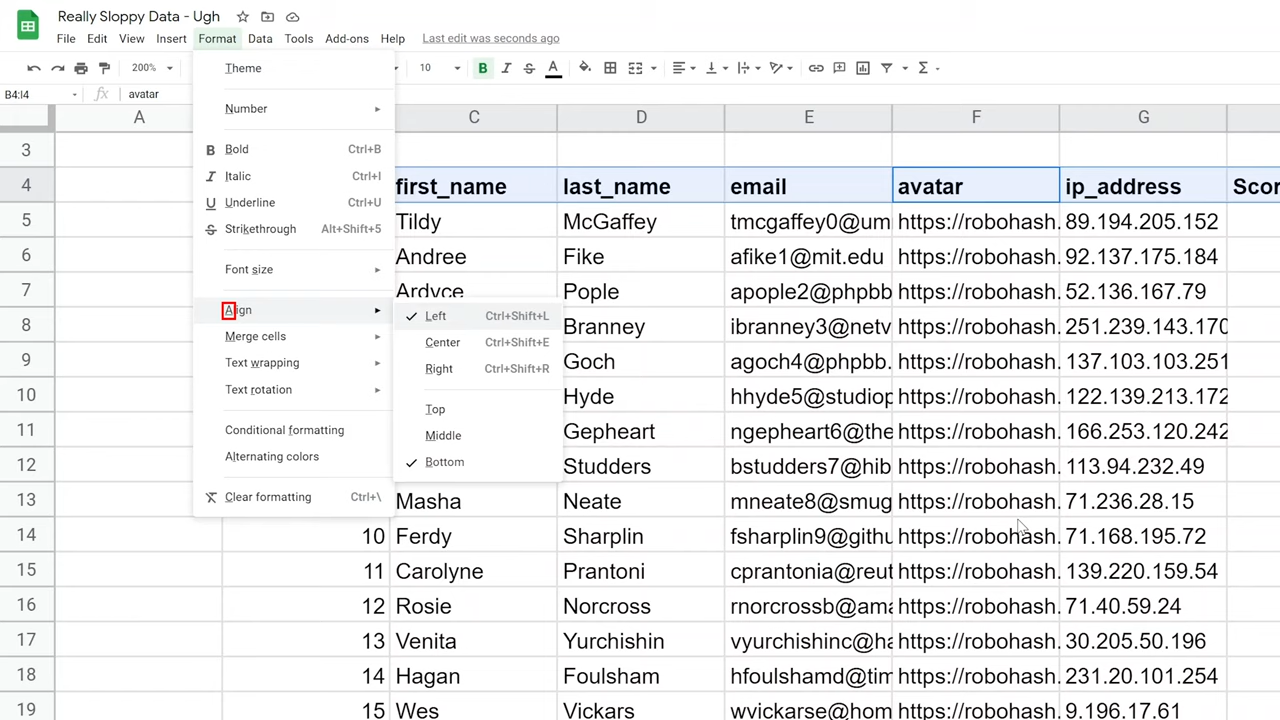 Really Sloppy Data - Ugh
File Edit View Insert Format Data Tools Add-ons Help Last edit was seconds ago
200% 10 B I S A Σ
B4:I4 fx avatar
A C D E F G
3
4 first_name last_name email avatar ip_address Scor
5 Tildy McGaffey tmcgaffey0@um https://robohash. 89.194.205.152
6 Andree Fike afike1@mit.edu https://robohash. 92.137.175.184
7 Ardyce Pople apople2@phpbb https://robohash. 52.136.167.79
8 Branney ibranney3@netv https://robohash. 251.239.143.170
9 Goch agoch4@phpbb. https://robohash. 137.103.103.251
10 Hyde hhyde5@studiop https://robohash. 122.139.213.172
11 Gepheart ngepheart6@the https://robohash. 166.253.120.242
12 Studders bstudders7@hib https://robohash. 113.94.232.49
13 Masha Neate mneate8@smug https://robohash. 71.236.28.15
14 10 Ferdy Sharplin fsharplin9@githu https://robohash. 71.168.195.72
15 11 Carolyne Prantoni cprantonia@reut https://robohash. 139.220.159.54
16 12 Rosie Norcross rnorcrossb@ama https://robohash. 71.40.59.24
17 13 Venita Yurchishin vyurchishinc@ha https://robohash. 30.205.50.196
18 14 Hagan Foulsham hfoulshamd@tim https://robohash. 231.20.101.254
19 15 Wes Vickars wvickarse@hom https://robohash. 9.196.17.61
Theme
Number
B Bold Ctrl+B
I Italic Ctrl+I
U Underline Ctrl+U
S Strikethrough Alt+Shift+5
Font size
Align
Merge cells
Text wrapping
Text rotation
Conditional formatting
Alternating colors
Clear formatting Ctrl+\
Left Ctrl+Shift+L
Center Ctrl+Shift+E
Right Ctrl+Shift+R
Top
Middle
Bottom